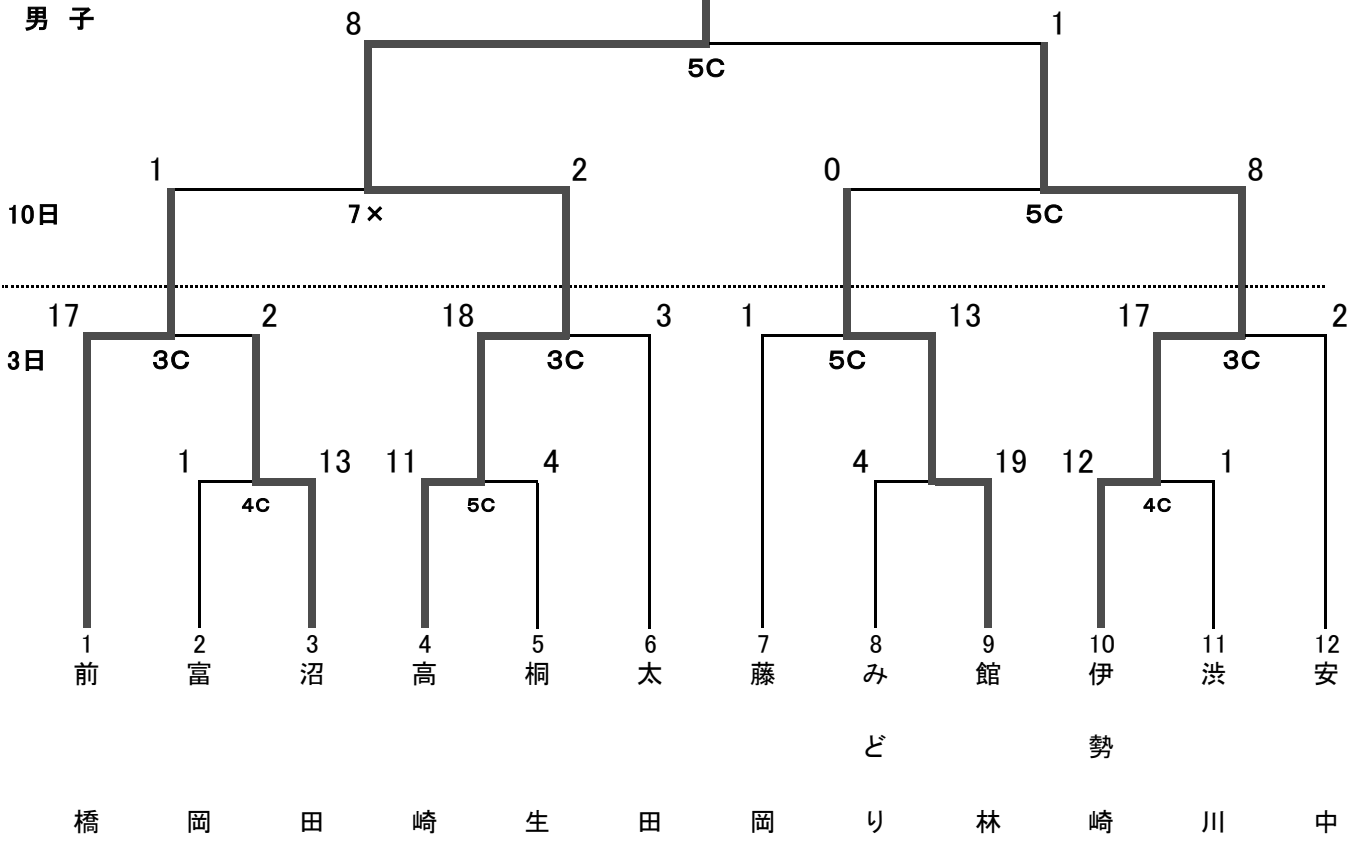 男 子
8 1
5C
1 2 0 8
10日 7× 5C
17 2 18 3 1 13 17 2
3日 3C 3C 5C 3C
1 13 11 4 4 19 12 1
4C 5C 4C
1 2 3 4 5 6 7 8 9 10 11 12
前橋
富岡
沼田
高崎
桐生
太田
藤岡
みどり
館林
伊勢崎
渋川
安中